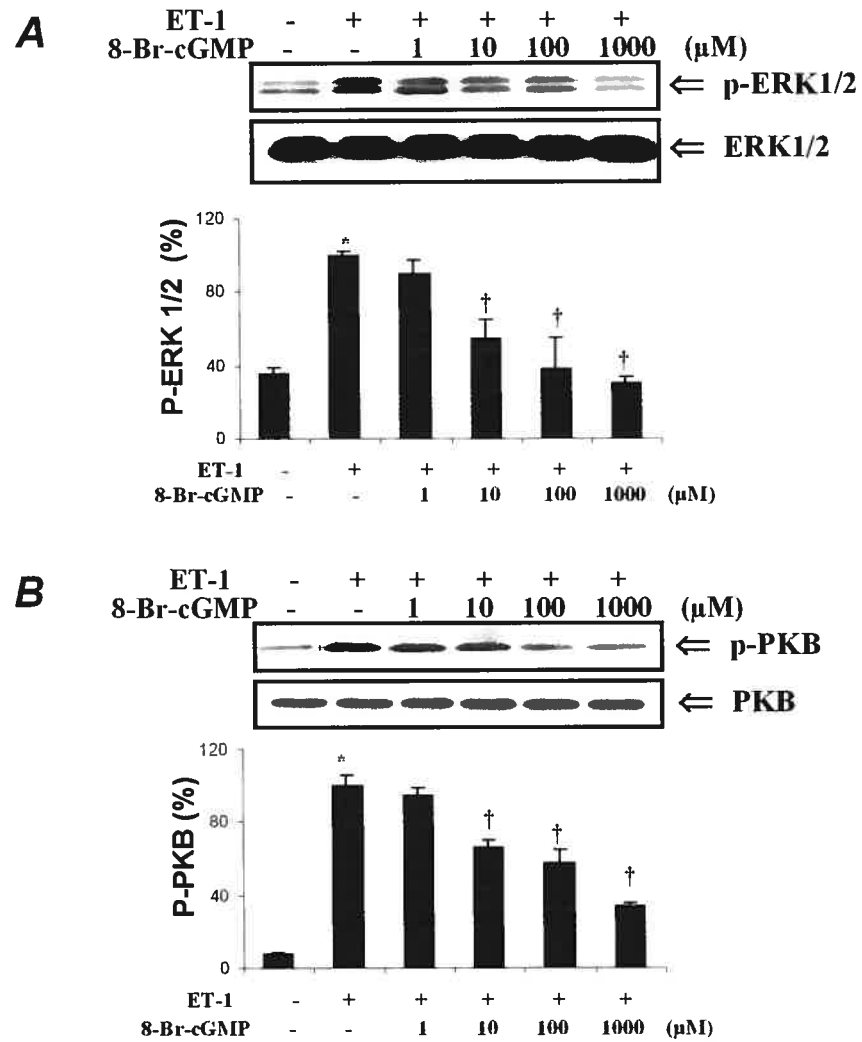 A
ET-1 - + + + + +
8-Br-cGMP - - 1 10 100 1000 (µM)
⇐ p-ERK1/2
⇐ ERK1/2
P-ERK 1/2 (%)
120
80
40
0
*
†
†
†
ET-1 - + + + + +
8-Br-cGMP - - 1 10 100 1000 (µM)
B
ET-1 - + + + + +
8-Br-cGMP - - 1 10 100 1000 (µM)
⇐ p-PKB
⇐ PKB
P-PKB (%)
120
80
40
0
*
†
†
†
ET-1 - + + + + +
8-Br-cGMP - - 1 10 100 1000 (µM)